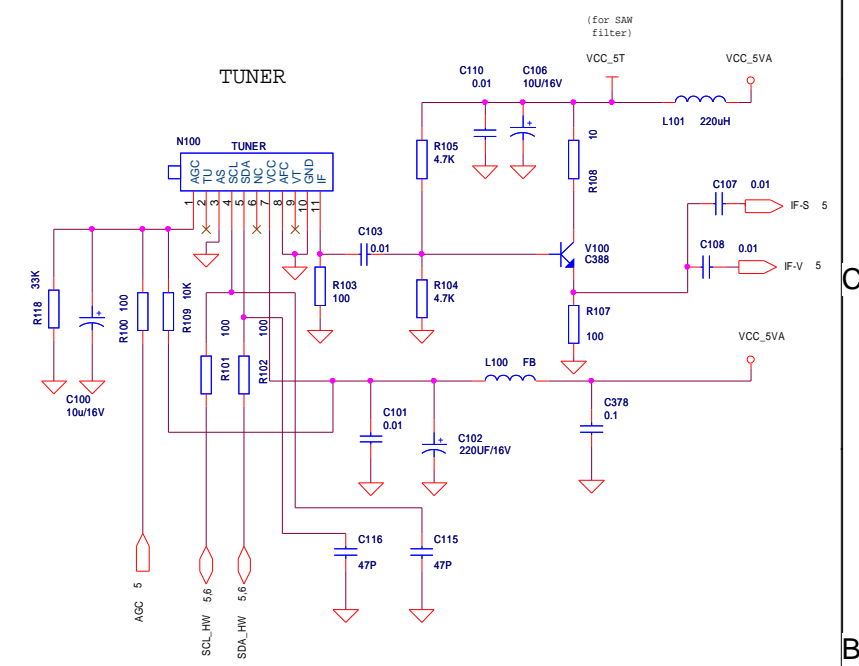 (for SAW
filter)
VCC_5T
VCC_5VA
TUNER
C110
0.01
C106
10U/16V
L101 220uH
N100
TUNER
AGC
TU
AS
SCL
SDA
NC
VCC
AFC
VT
GND
IF
1
2
3
4
5
6
7
8
9
10
11
R105
4.7K
10
R108
C107 0.01
IF-S 5
C103
0.01
V100
C388
C108 0.01
IF-V 5
C
33K
R118
R100 100
R109 10K
R103
100
R104
4.7K
R107
100
100
R101
100
R102
VCC_5VA
L100 FB
C100
10u/16V
C101
0.01
C102
220UF/16V
C378
0.1
C116
47P
C115
47P
AGC 5
SCL_HW 5,6
SDA_HW 5,6
B